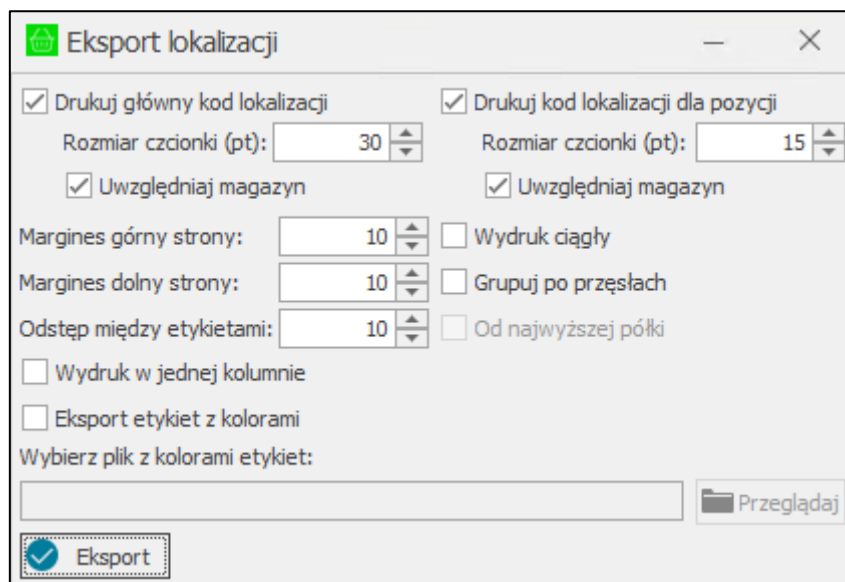 Eksport lokalizacji
Drukuj główny kod lokalizacji Drukuj kod lokalizacji dla pozycji
Rozmiar czcionki (pt): 30 Rozmiar czcionki (pt): 15
Uwzględniaj magazyn Uwzględniaj magazyn
Margines górny strony: 10 Wydruk ciągły
Margines dolny strony: 10 Grupuj po przęsłach
Odstęp między etykietami: 10 Od najwyższej półki
Wydruk w jednej kolumnie
Eksport etykiet z kolorami
Wybierz plik z kolorami etykiet:
Przeglądaj
Eksport